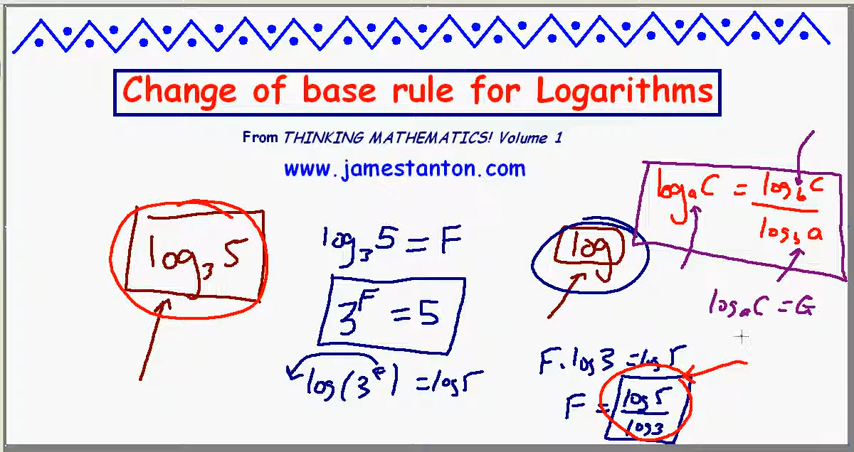 Change of base rule for Logarithms
From THINKING MATHEMATICS! Volume 1
www.jamestanton.com
log₃5
log₃5 = F
3^F = 5
log(3^F) = log5
log
F.log3 = log5
F = log5/log3
logₐC = log_b C/log_b a
logₐC = G